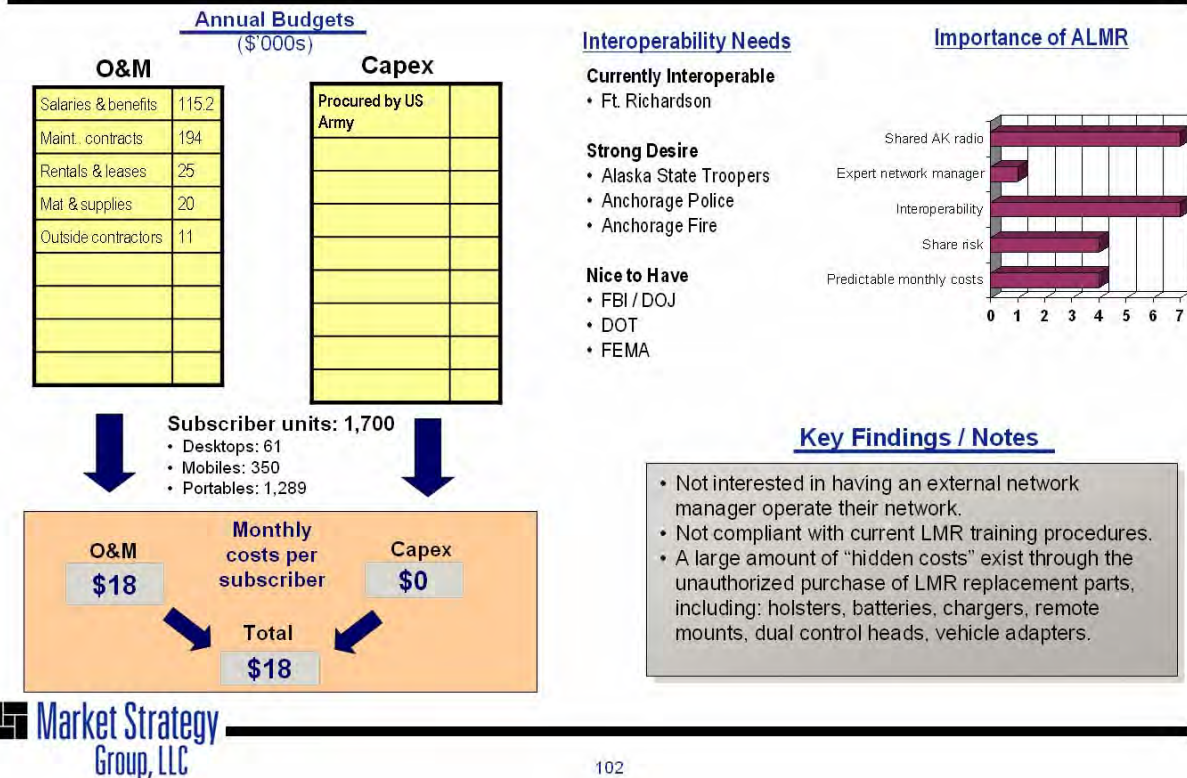 Annual Budgets
($'000s)
O&M
Salaries & benefits 115.2
Maint.. contracts 194
Rentals & leases 25
Mat & supplies 20
Outside contractors 11
Capex
Procured by US
Army
Subscriber units: 1,700
• Desktops: 61
• Mobiles: 350
• Portables: 1,289
Monthly
costs per
subscriber
O&M
$18
Capex
$0
Total
$18
Interoperability Needs
Currently Interoperable
• Ft. Richardson
Strong Desire
• Alaska State Troopers
• Anchorage Police
• Anchorage Fire
Nice to Have
• FBI / DOJ
• DOT
• FEMA
Importance of ALMR
Shared AK radio
Expert network manager
Interoperability
Share risk
Predictable monthly costs
0 1 2 3 4 5 6 7
Key Findings / Notes
• Not interested in having an external network
manager operate their network.
• Not compliant with current LMR training procedures.
• A large amount of “hidden costs” exist through the
unauthorized purchase of LMR replacement parts,
including: holsters, batteries, chargers, remote
mounts, dual control heads, vehicle adapters.
Market Strategy
Group, LLC
102